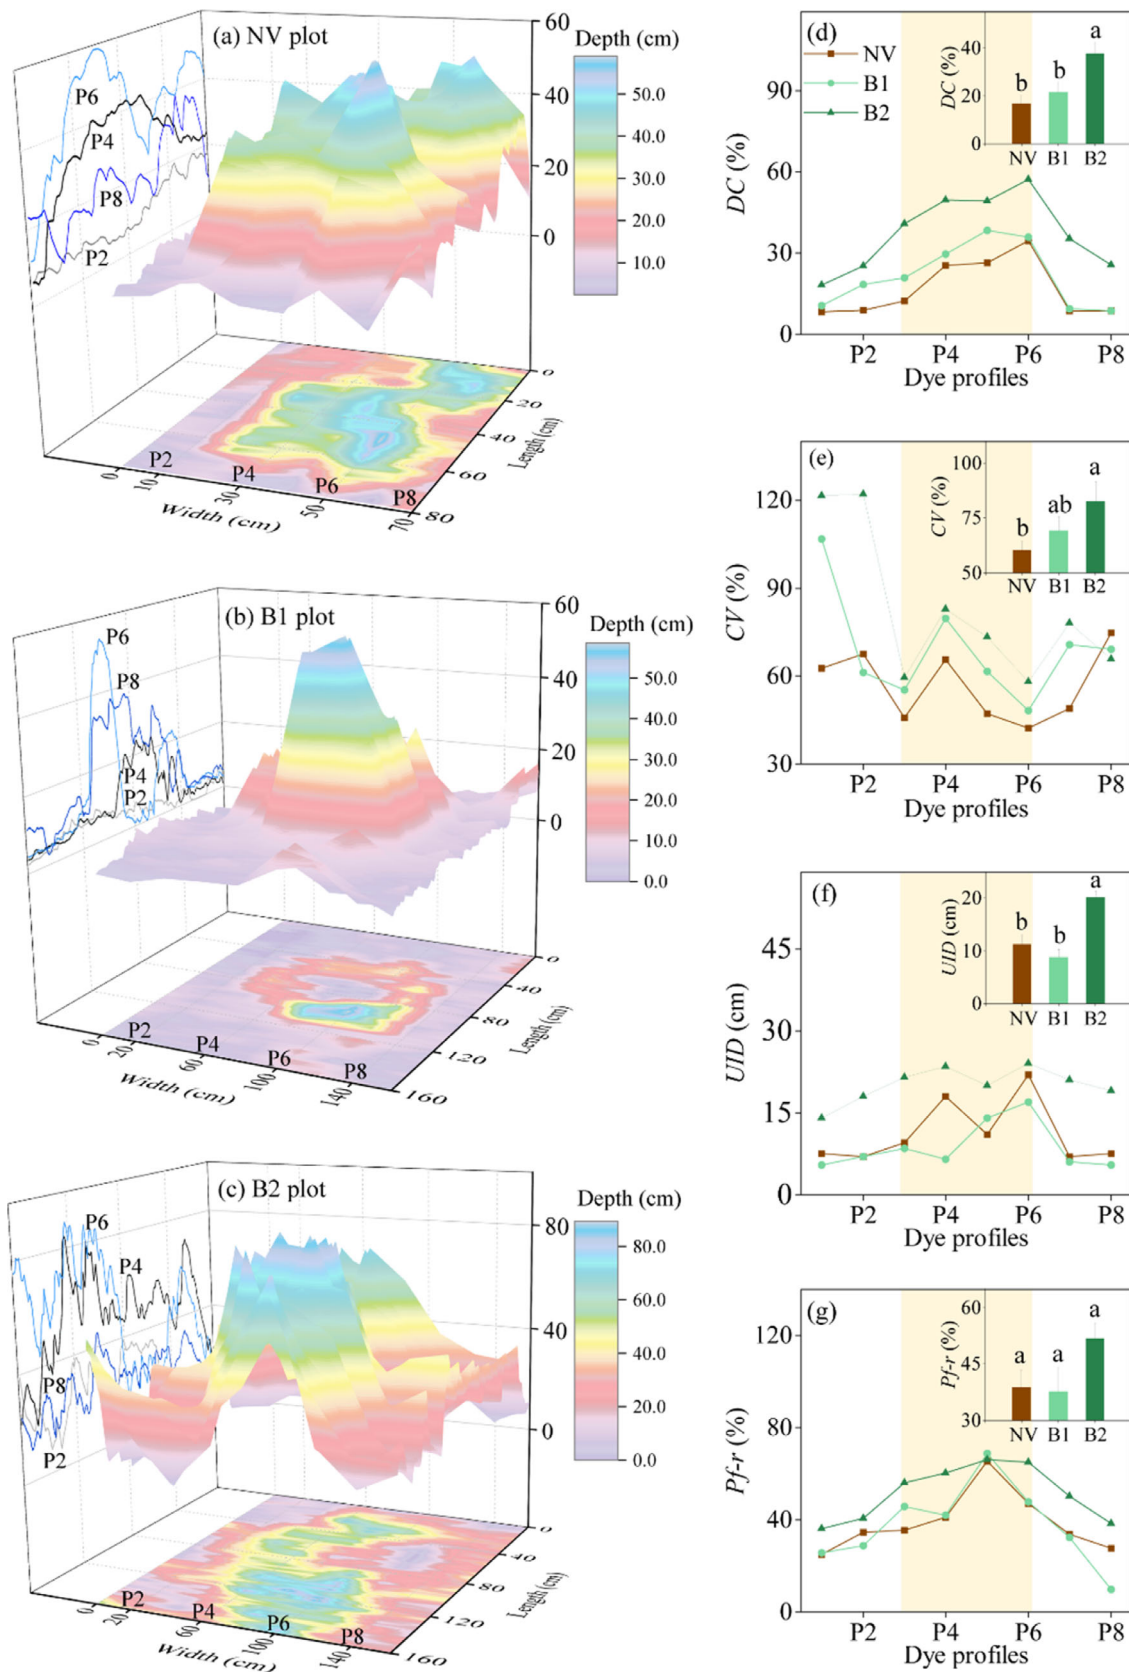 (a) NV plot
Depth (cm)
60
40
20
0
50.0
40.0
30.0
20.0
10.0
P6
P4
P8
P2
P2
P4
P6
P8
0
10
30
50
70
Width (cm)
0
20
40
60
80
Length (cm)
(b) B1 plot
Depth (cm)
60
40
20
0
50.0
40.0
30.0
20.0
10.0
0.0
P6
P8
P4
P2
P2
P4
P6
P8
0
20
60
100
140
Width (cm)
0
40
80
120
160
Length (cm)
(c) B2 plot
Depth (cm)
80
40
0
80.0
60.0
40.0
20.0
0.0
P6
P4
P8
P2
P2
P4
P6
P8
0
20
60
100
140
Width (cm)
0
40
80
120
160
Length (cm)
(d)
NV
B1
B2
DC (%)
90
60
30
0
P2 P4 P6 P8
Dye profiles
DC (%)
40
20
0
b b a
NV B1 B2
(e)
CV (%)
120
90
60
30
P2 P4 P6 P8
Dye profiles
CV (%)
100
75
50
b ab a
NV B1 B2
(f)
UID (cm)
45
30
15
0
P2 P4 P6 P8
Dye profiles
UID (cm)
20
10
0
b b a
NV B1 B2
(g)
Pf-r (%)
120
80
40
0
P2 P4 P6 P8
Dye profiles
Pf-r (%)
60
45
30
a a a
NV B1 B2